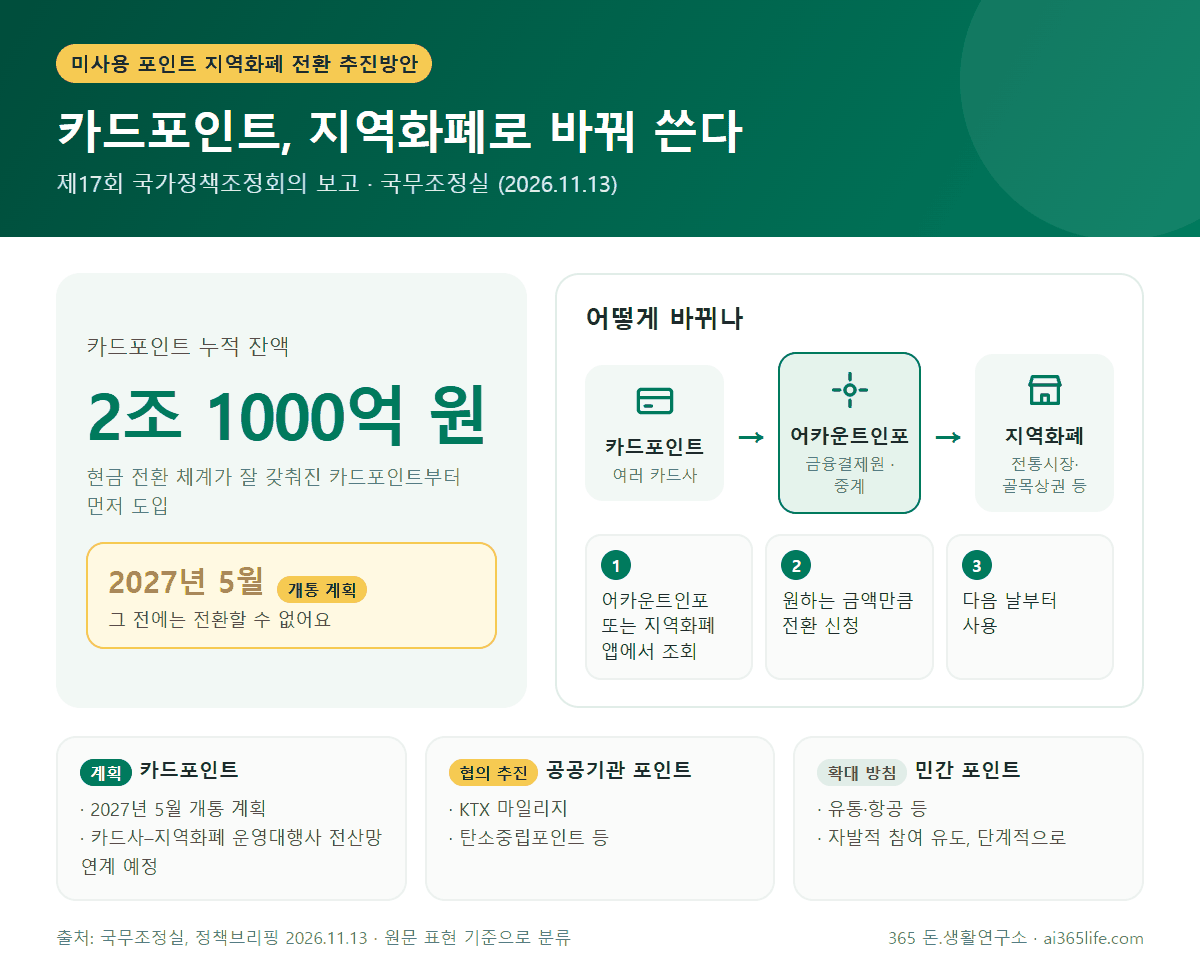 미사용 포인트 지역화폐 전환 추진방안
카드포인트, 지역화폐로 바꿔 쓴다
제17회 국가정책조정회의 보고 · 국무조정실 (2026.11.13)
카드포인트 누적 잔액
2조 1000억 원
현금 전환 체계가 잘 갖춰진 카드포인트부터
먼저 도입
2027년 5월 개통 계획
그 전에는 전환할 수 없어요
어떻게 바뀌나
카드포인트
여러 카드사
→
어카운트인포
금융결제원 ·
중계
→
지역화폐
전통시장·
골목상권 등
1
어카운트인포
또는 지역화폐
앱에서 조회
2
원하는 금액만큼
전환 신청
3
다음 날부터
사용
계획 카드포인트
· 2027년 5월 개통 계획
· 카드사–지역화폐 운영대행사 전산망
연계 예정
협의 추진 공공기관 포인트
· KTX 마일리지
· 탄소중립포인트 등
확대 방침 민간 포인트
· 유통·항공 등
· 자발적 참여 유도, 단계적으로
출처: 국무조정실, 정책브리핑 2026.11.13 · 원문 표현 기준으로 분류
365 돈.생활연구소 · ai365life.com